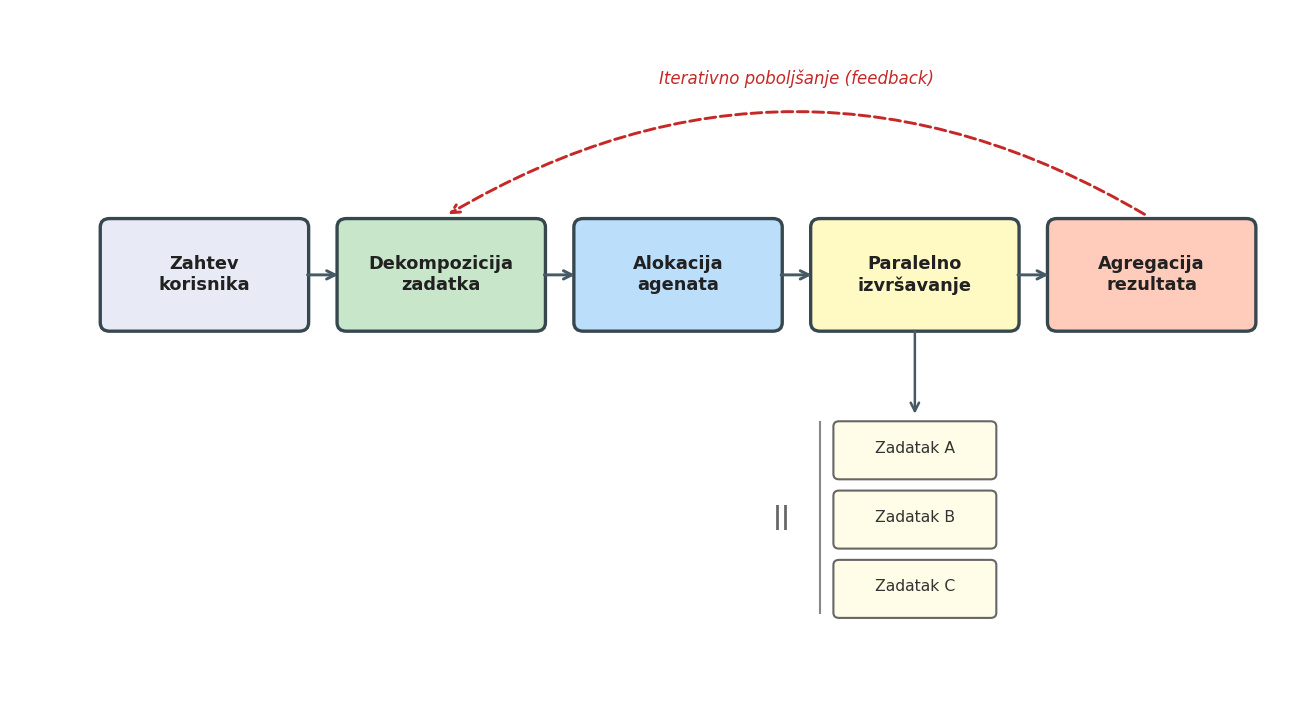 Iterativno poboljšanje (feedback)
Zahtev
korisnika
Dekompozicija
zadatka
Alokacija
agenata
Paralelno
izvršavanje
Agregacija
rezultata
Zadatak A
||
Zadatak B
Zadatak C